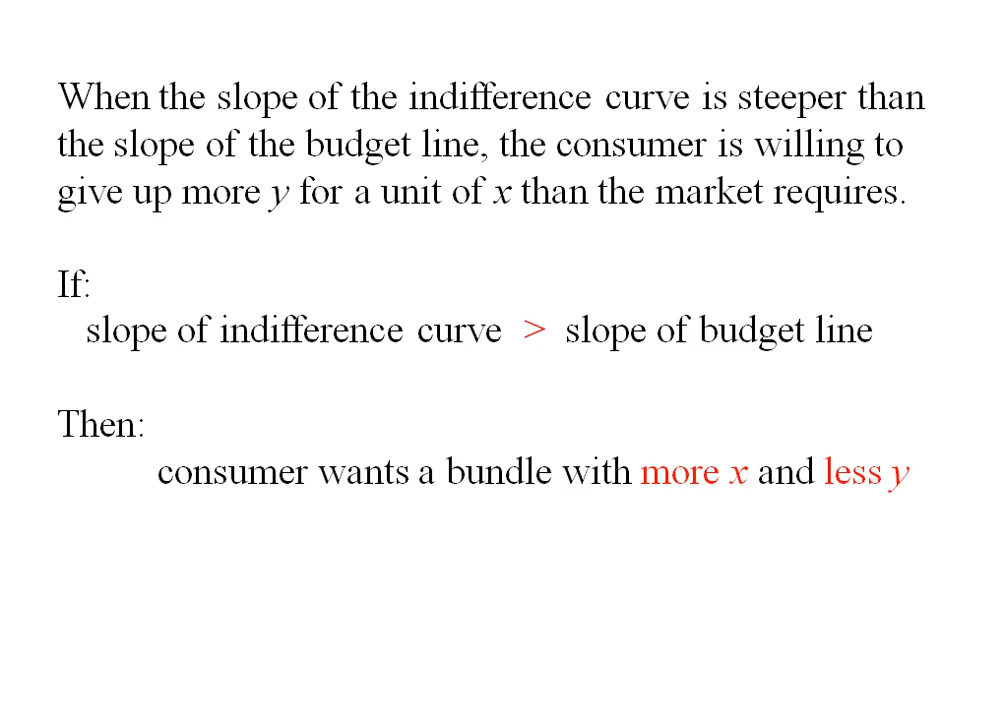 When the slope of the indifference curve is steeper than
the slope of the budget line, the consumer is willing to
give up more y for a unit of x than the market requires.
If:
slope of indifference curve > slope of budget line
Then:
consumer wants a bundle with more x and less y